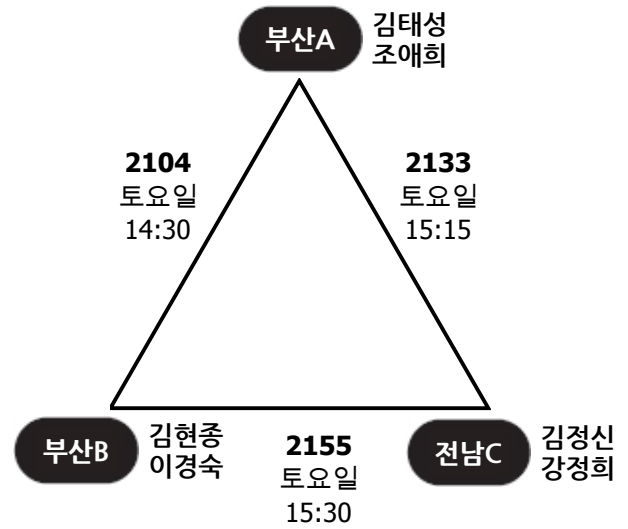 부산A
김태성
조애희
2104
토요일
14:30
2133
토요일
15:15
부산B
김현종
이경숙
2155
토요일
15:30
전남C
김정신
강정희